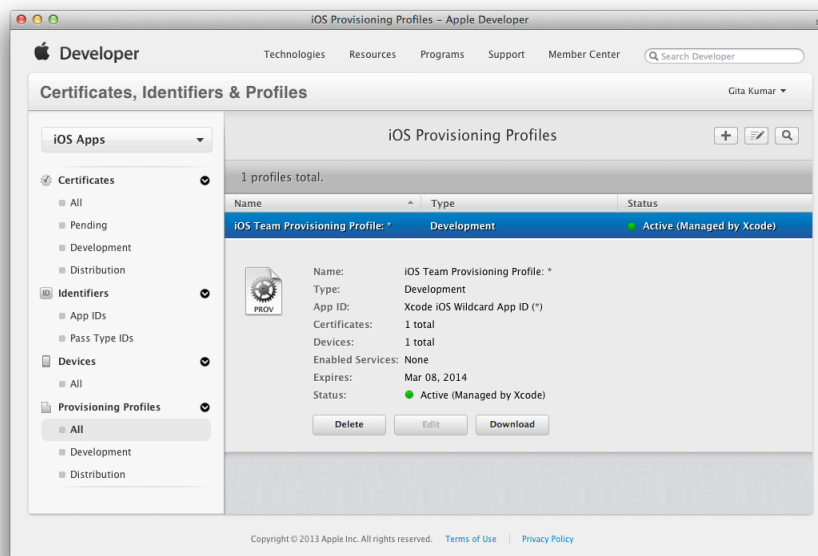 iOS Provisioning Profiles – Apple Developer
Developer
Technologies Resources Programs Support Member Center Search Developer
Certificates, Identifiers & Profiles
Gita Kumar
iOS Apps
Certificates
All
Pending
Development
Distribution
ID Identifiers
App IDs
Pass Type IDs
Devices
All
Provisioning Profiles
All
Development
Distribution
iOS Provisioning Profiles
1 profiles total.
Name Type Status
iOS Team Provisioning Profile: * Development Active (Managed by Xcode)
PROV
Name: iOS Team Provisioning Profile: *
Type: Development
App ID: Xcode iOS Wildcard App ID (*)
Certificates: 1 total
Devices: 1 total
Enabled Services: None
Expires: Mar 08, 2014
Status: Active (Managed by Xcode)
Delete Edit Download
Copyright © 2013 Apple Inc. All rights reserved. Terms of Use Privacy Policy